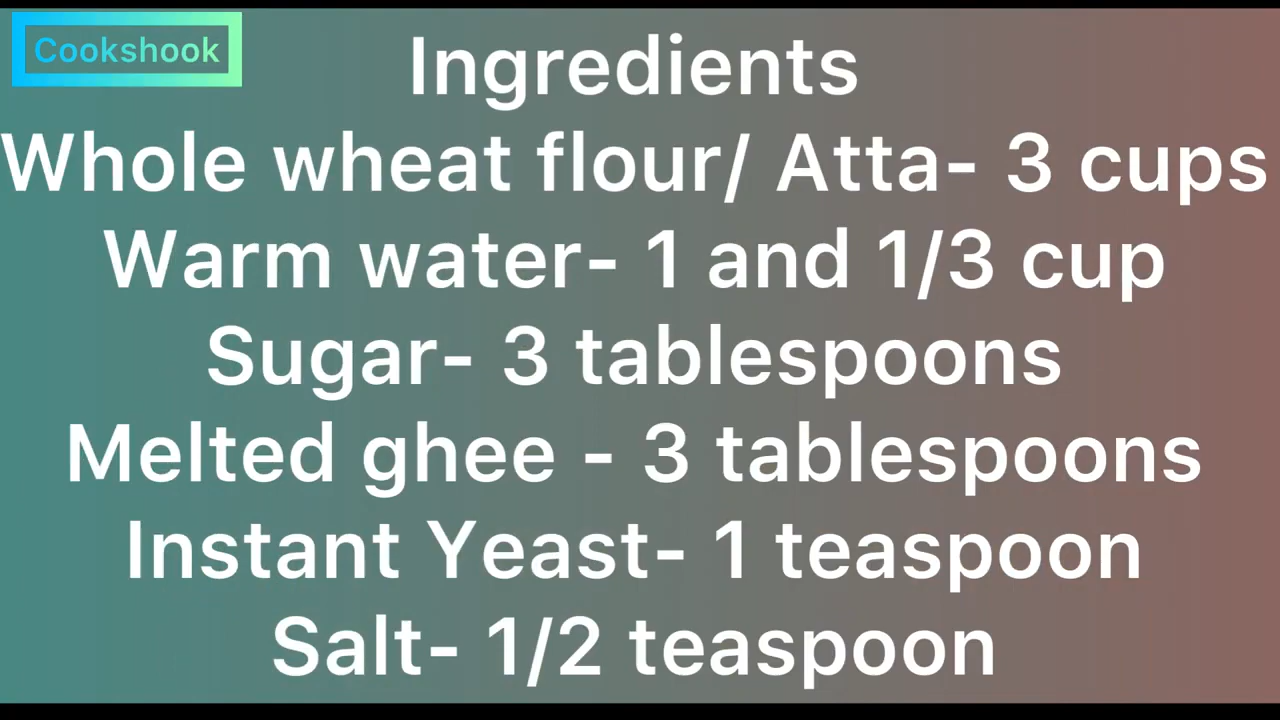 Cookshook
Ingredients
Whole wheat flour/ Atta- 3 cups
Warm water- 1 and 1/3 cup
Sugar- 3 tablespoons
Melted ghee - 3 tablespoons
Instant Yeast- 1 teaspoon
Salt- 1/2 teaspoon